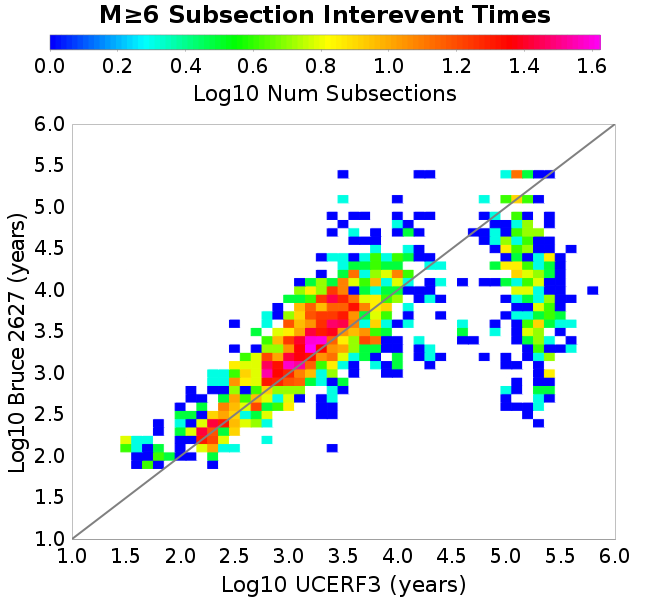 M≥6 Subsection Interevent Times
0.0 0.2 0.4 0.6 0.8 1.0 1.2 1.4 1.6
Log10 Num Subsections
6.0
5.5
5.0
4.5
4.0
3.5
3.0
2.5
2.0
1.5
1.0
Log10 Bruce 2627 (years)
1.0 1.5 2.0 2.5 3.0 3.5 4.0 4.5 5.0 5.5 6.0
Log10 UCERF3 (years)